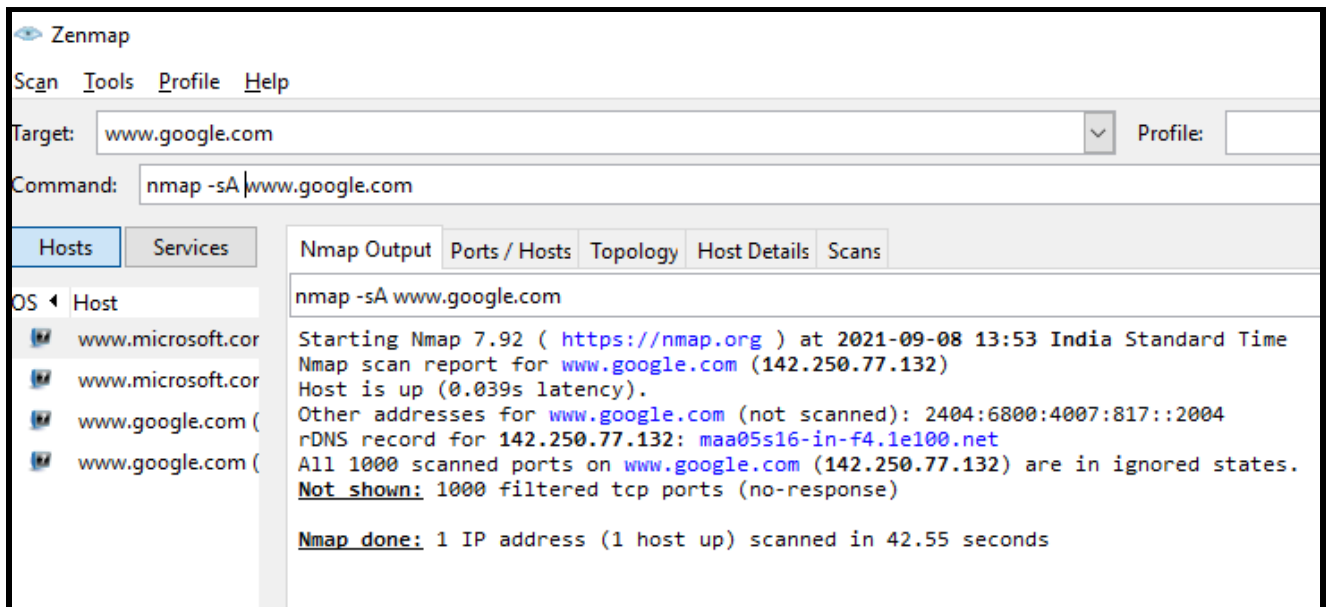 Zenmap
Scan Tools Profile Help
Target: www.google.com Profile:
Command: nmap -sA www.google.com
Hosts Services Nmap Output Ports / Hosts Topology Host Details Scans
nmap -sA www.google.com
OS Host
www.microsoft.cor
www.microsoft.cor
www.google.com (
www.google.com (
Starting Nmap 7.92 ( https://nmap.org ) at 2021-09-08 13:53 India Standard Time
Nmap scan report for www.google.com (142.250.77.132)
Host is up (0.039s latency).
Other addresses for www.google.com (not scanned): 2404:6800:4007:817::2004
rDNS record for 142.250.77.132: maa05s16-in-f4.1e100.net
All 1000 scanned ports on www.google.com (142.250.77.132) are in ignored states.
Not shown: 1000 filtered tcp ports (no-response)
Nmap done: 1 IP address (1 host up) scanned in 42.55 seconds